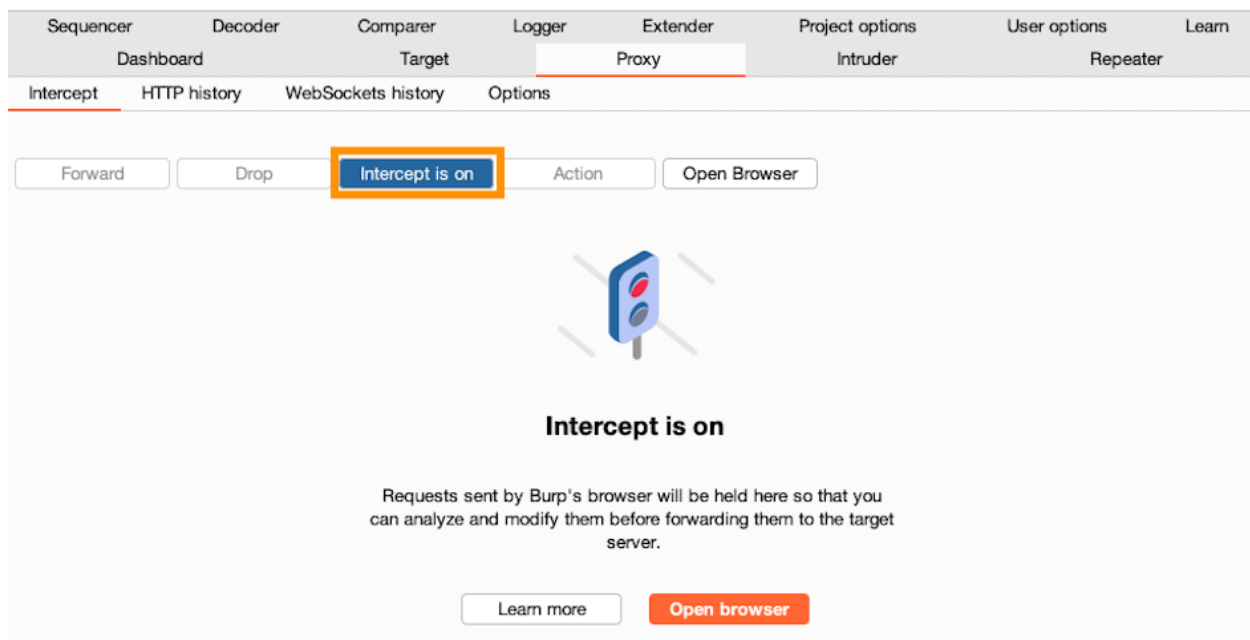 Sequencer Decoder Comparer Logger Extender Project options User options Learn
Dashboard Target Proxy Intruder Repeater
Intercept HTTP history WebSockets history Options
Forward Drop Intercept is on Action Open Browser
Intercept is on
Requests sent by Burp's browser will be held here so that you
can analyze and modify them before forwarding them to the target
server.
Learn more Open browser